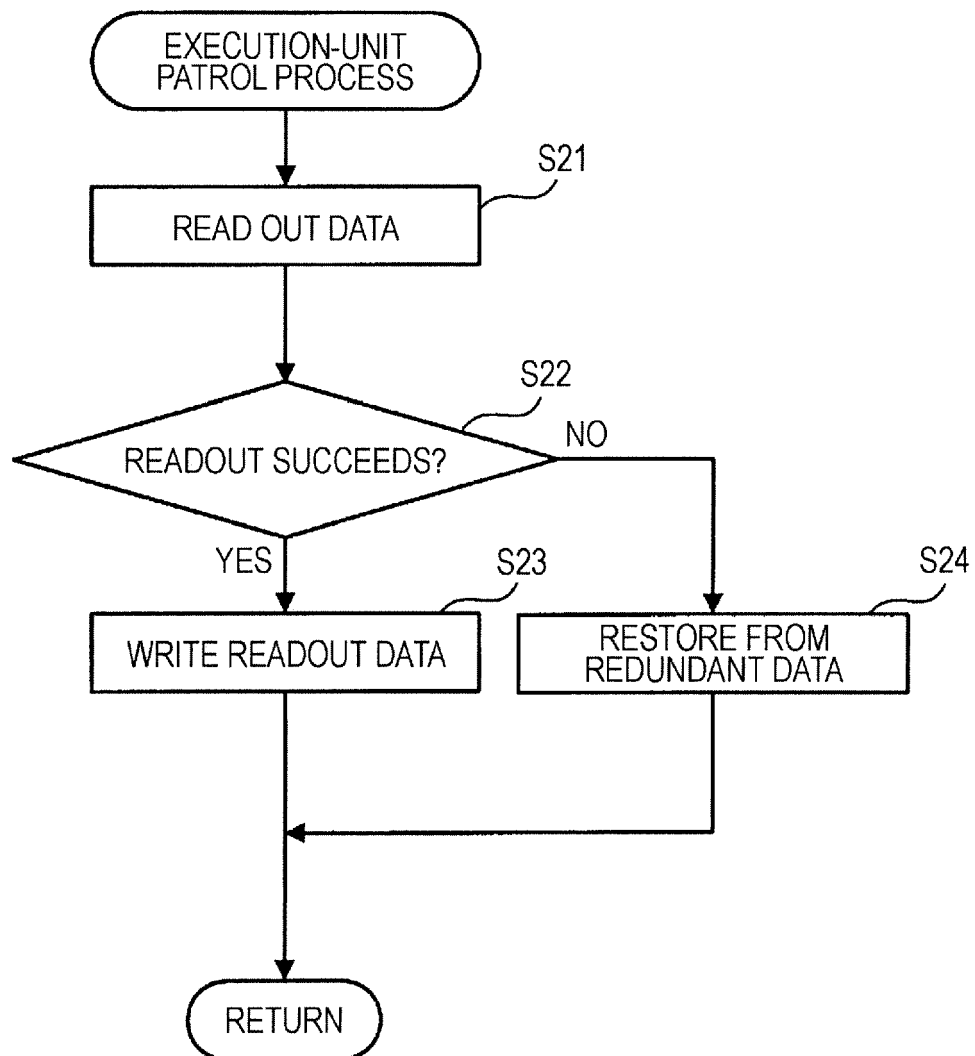 EXECUTION-UNIT
PATROL PROCESS
S21
READ OUT DATA
S22
READOUT SUCCEEDS?
NO
YES
S23
WRITE READOUT DATA
S24
RESTORE FROM
REDUNDANT DATA
RETURN